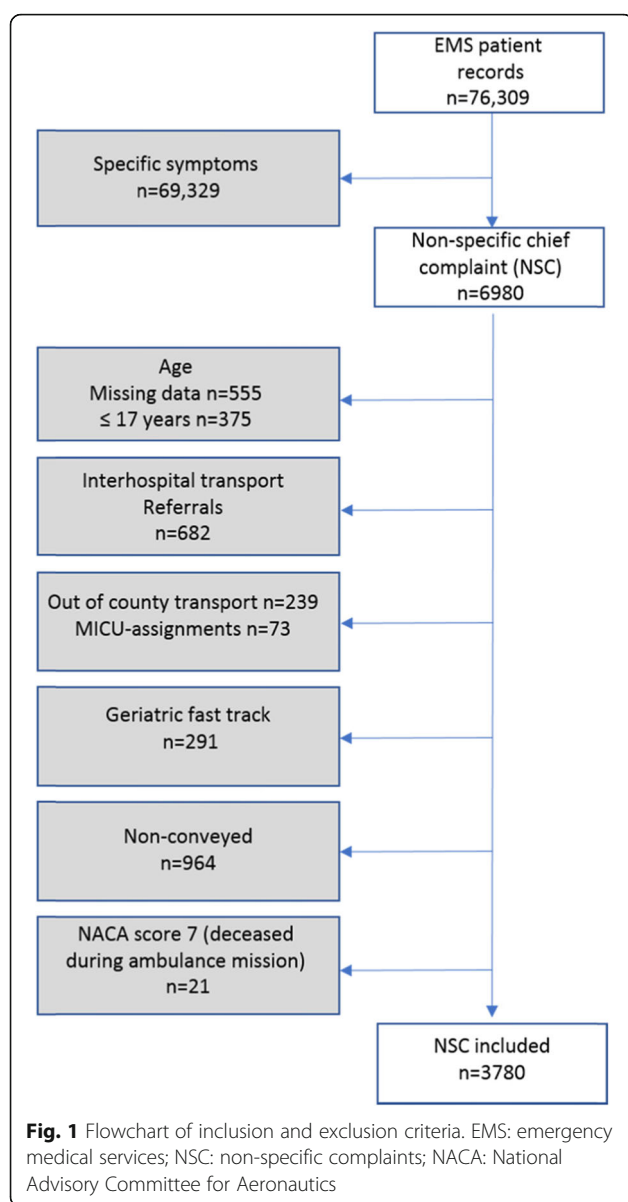 EMS patient
records
n=76,309
Specific symptoms
n=69,329
Non-specific chief
complaint (NSC)
n=6980
Age
Missing data n=555
≤ 17 years n=375
Interhospital transport
Referrals
n=682
Out of county transport n=239
MICU-assignments n=73
Geriatric fast track
n=291
Non-conveyed
n=964
NACA score 7 (deceased
during ambulance mission)
n=21
NSC included
n=3780
Fig. 1 Flowchart of inclusion and exclusion criteria. EMS: emergency
medical services; NSC: non-specific complaints; NACA: National
Advisory Committee for Aeronautics